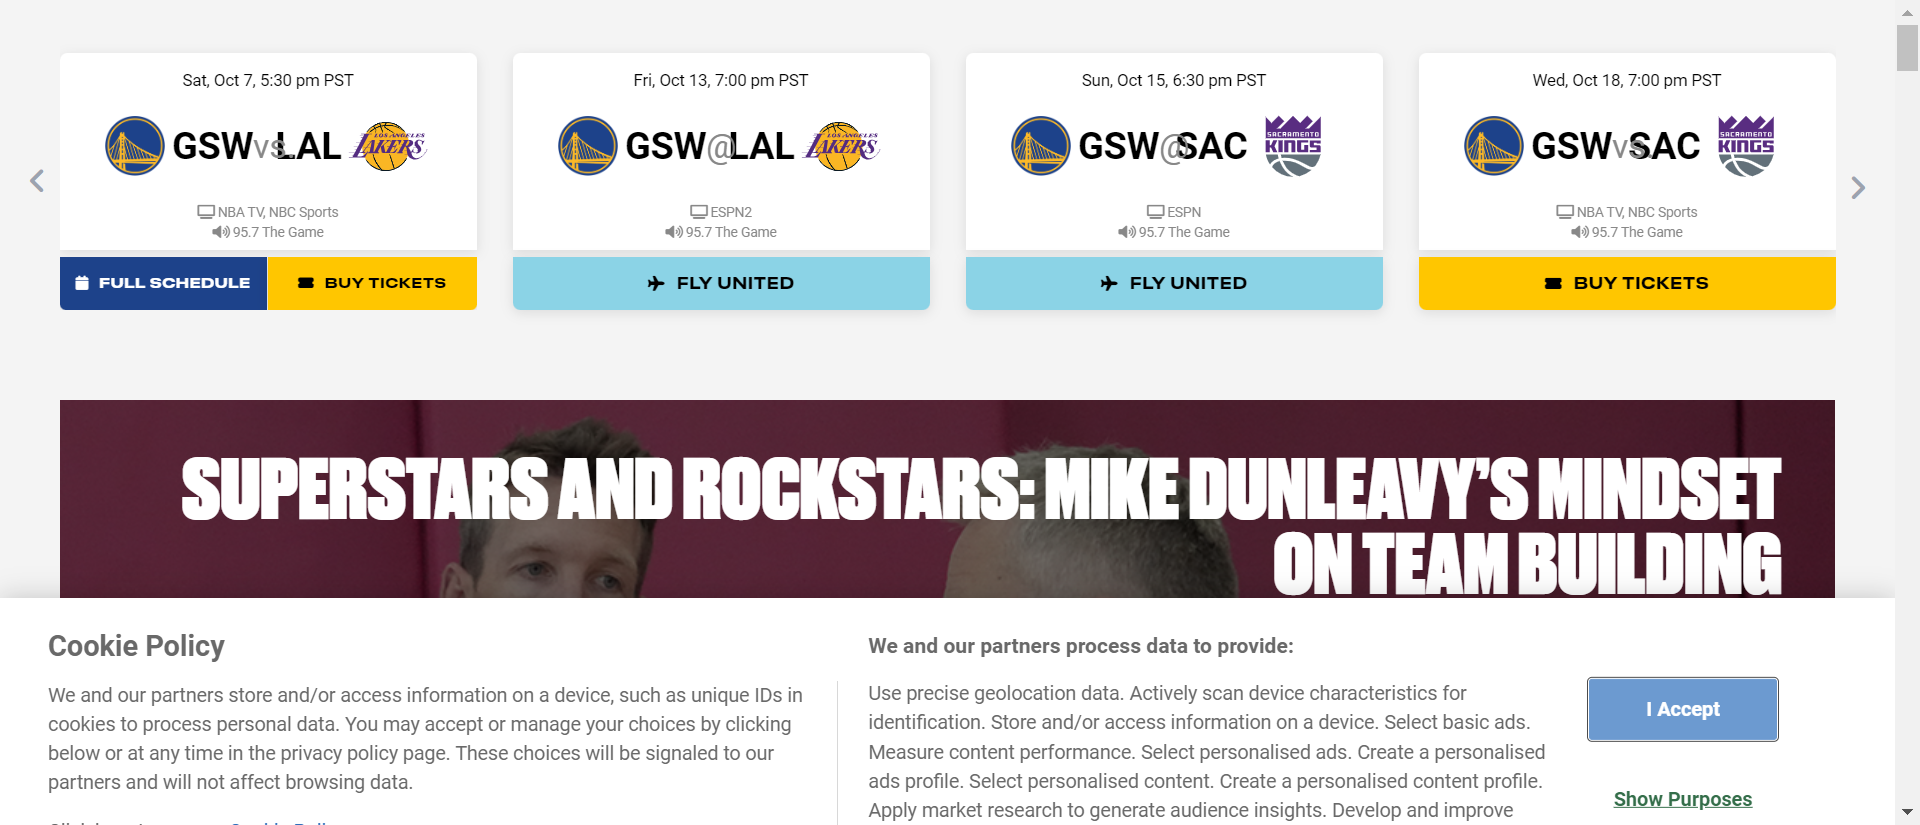 Sat, Oct 7, 5:30 pm PST
GSW vs. LAL
LOS ANGELES
LAKERS
NBA TV, NBC Sports
95.7 The Game
FULL SCHEDULE
BUY TICKETS
Fri, Oct 13, 7:00 pm PST
GSW @ LAL
LOS ANGELES
LAKERS
ESPN2
95.7 The Game
FLY UNITED
Sun, Oct 15, 6:30 pm PST
GSW @ SAC
SACRAMENTO
KINGS
ESPN
95.7 The Game
FLY UNITED
Wed, Oct 18, 7:00 pm PST
GSW vs. SAC
SACRAMENTO
KINGS
NBA TV, NBC Sports
95.7 The Game
BUY TICKETS
SUPERSTARS AND ROCKSTARS: MIKE DUNLEAVY’S MINDSET
ON TEAM BUILDING
Cookie Policy
We and our partners store and/or access information on a device, such as unique IDs in
cookies to process personal data. You may accept or manage your choices by clicking
below or at any time in the privacy policy page. These choices will be signaled to our
partners and will not affect browsing data.
We and our partners process data to provide:
Use precise geolocation data. Actively scan device characteristics for
identification. Store and/or access information on a device. Select basic ads.
Measure content performance. Select personalised ads. Create a personalised
ads profile. Select personalised content. Create a personalised content profile.
Apply market research to generate audience insights. Develop and improve
I Accept
Show Purposes